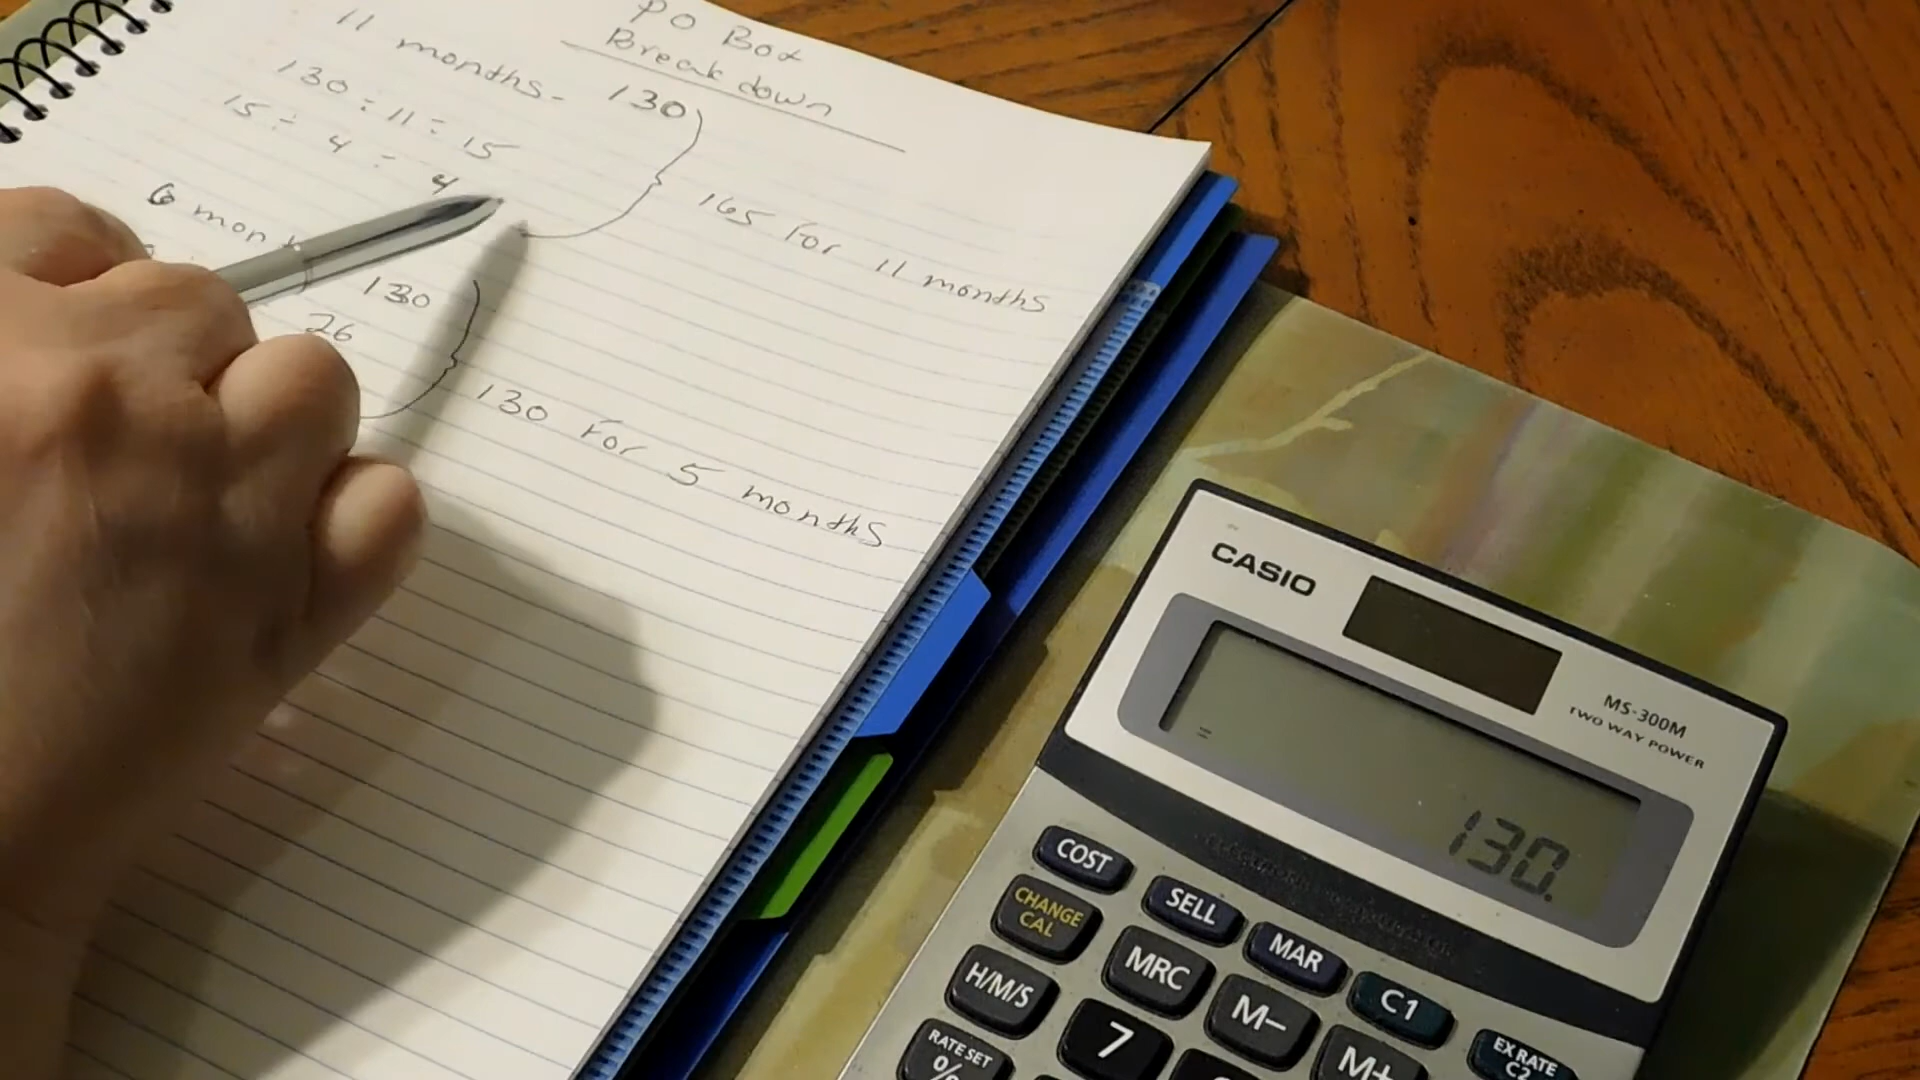 PO Box
Breakdown
11 months- 130
130 ÷ 11 = 15
15 ÷ 4 = 4
165 for 11 months
6 mon
130
26
130 for 5 months
CASIO
MS-300M
TWO WAY POWER
130.
COST
SELL
MAR
CHANGE CAL
MRC
M-
C1
H/M/S
7
M+
EX RATE
C2
RATE SET
%